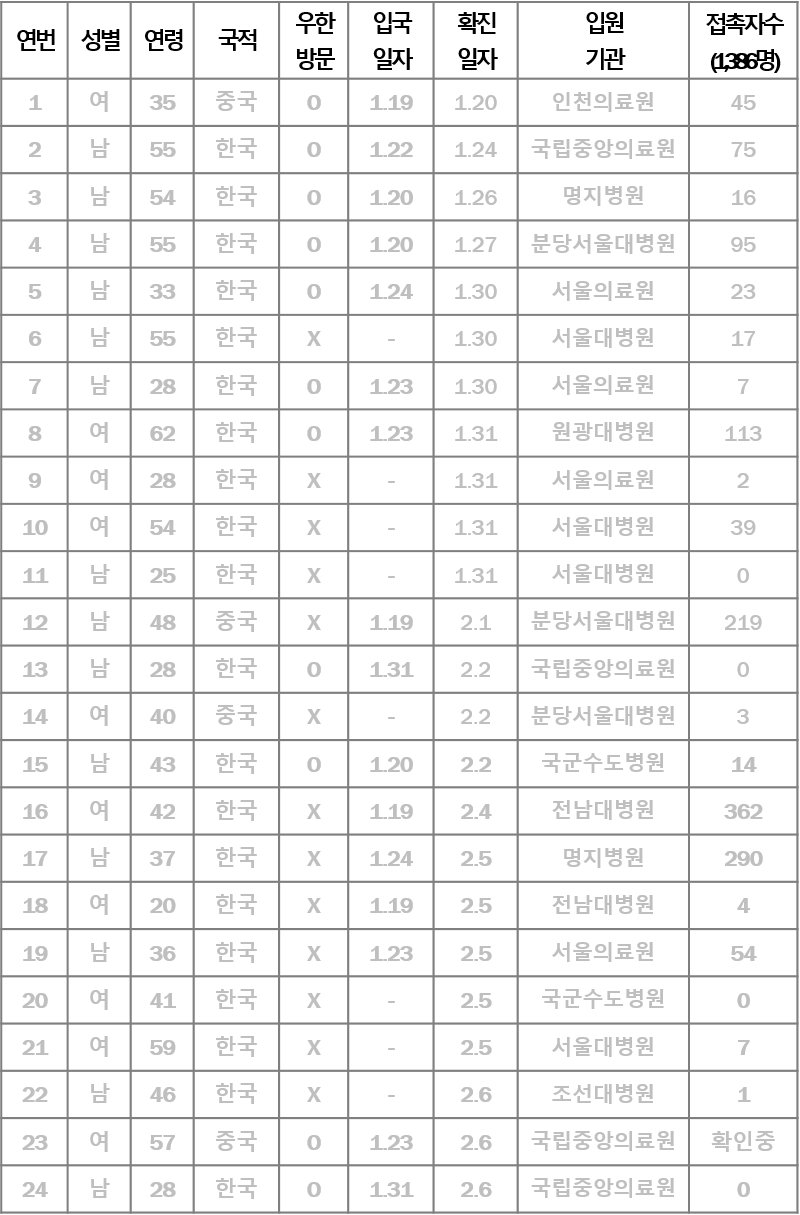 연번 성별 연령 국적 우한 방문 입국 일자 확진 일자 입원 기관 접촉자수 (1,386명)
1 여 35 중국 O 1.19 1.20 인천의료원 45
2 남 55 한국 O 1.22 1.24 국립중앙의료원 75
3 남 54 한국 O 1.20 1.26 명지병원 16
4 남 55 한국 O 1.20 1.27 분당서울대병원 95
5 남 33 한국 O 1.24 1.30 서울의료원 23
6 남 55 한국 X - 1.30 서울대병원 17
7 남 28 한국 O 1.23 1.30 서울의료원 7
8 여 62 한국 O 1.23 1.31 원광대병원 113
9 여 28 한국 X - 1.31 서울의료원 2
10 여 54 한국 X - 1.31 서울대병원 39
11 남 25 한국 X - 1.31 서울대병원 0
12 남 48 중국 X 1.19 2.1 분당서울대병원 219
13 남 28 한국 O 1.31 2.2 국립중앙의료원 0
14 여 40 중국 X - 2.2 분당서울대병원 3
15 남 43 한국 O 1.20 2.2 국군수도병원 14
16 여 42 한국 X 1.19 2.4 전남대병원 362
17 남 37 한국 X 1.24 2.5 명지병원 290
18 여 20 한국 X 1.19 2.5 전남대병원 4
19 남 36 한국 X 1.23 2.5 서울의료원 54
20 여 41 한국 X - 2.5 국군수도병원 0
21 여 59 한국 X - 2.5 서울대병원 7
22 남 46 한국 X - 2.6 조선대병원 1
23 여 57 중국 O 1.23 2.6 국립중앙의료원 확인중
24 남 28 한국 O 1.31 2.6 국립중앙의료원 0